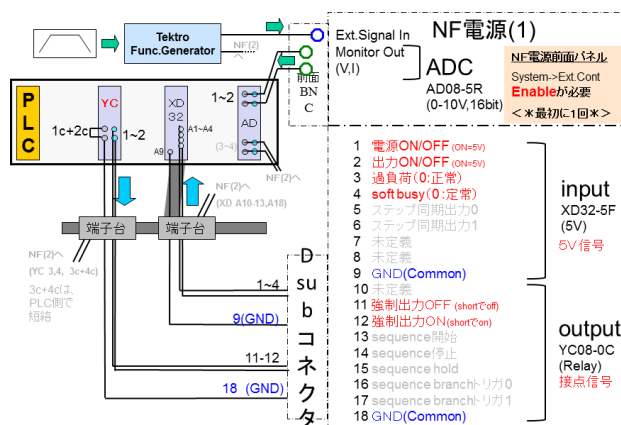 Tektro
Func.Generator
NF(2)
へ
前面
BN
C
Ext.Signal In
Monitor Out
(V,I)
NF電源(1)
ADC
AD08-5R
(0-10V,16bit)
NF電源前面パネル
System->Ext.Cont
Enableが必要
<*最初に1回*>
PLC
YC
XD
32
A1~A4
A9
AD
1c+2c
1~2
1~2
(3~4)
NF(2)へ
NF(2)へ
(XD A10-13,A18)
端子台
端子台
NF(2)へ
(YC 3,4, 3c+4c)
3c+4cは、
PLC側で
短絡
Dsubコネクタ
1~4
9(GND)
11-12
18 (GND)
1 電源ON/OFF (ON=5V)
2 出力ON/OFF (ON=5V)
3 過負荷(0:正常)
4 soft busy(0:定常)
5 ステップ同期出力0
6 ステップ同期出力1
7 未定義
8 未定義
9 GND(Common)
10 未定義
11 強制出力OFF (shortでoff)
12 強制出力ON(shortでon)
13 sequence開始
14 sequence停止
15 sequence hold
16 sequence branchトリガ0
17 sequence branchトリガ1
18 GND(Common)
input
XD32-5F
(5V)
5V信号
output
YC08-0C
(Relay)
接点信号